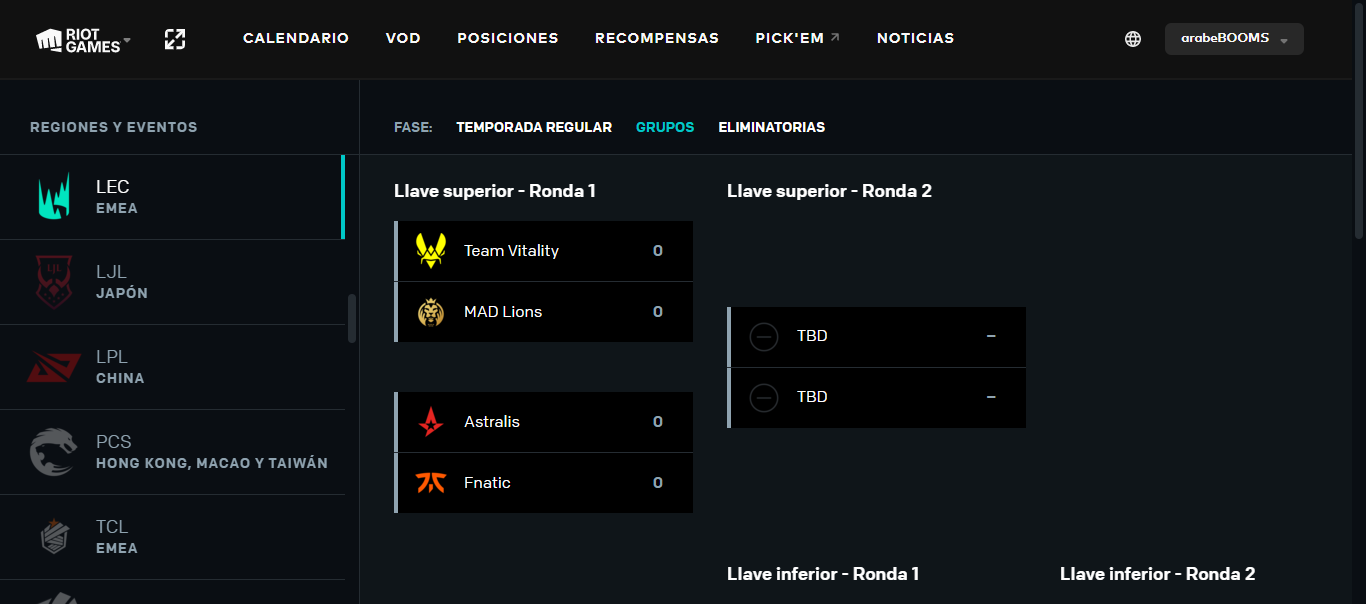 RIOT GAMES
CALENDARIO
VOD
POSICIONES
RECOMPENSAS
PICK'EM
NOTICIAS
arabeBOOMS
REGIONES Y EVENTOS
LEC
EMEA
LJL
JAPÓN
LPL
CHINA
PCS
HONG KONG, MACAO Y TAIWÁN
TCL
EMEA
FASE: TEMPORADA REGULAR GRUPOS ELIMINATORIAS
Llave superior - Ronda 1
Team Vitality 0
MAD Lions 0
Astralis 0
Fnatic 0
Llave superior - Ronda 2
TBD –
TBD –
Llave inferior - Ronda 1
Llave inferior - Ronda 2